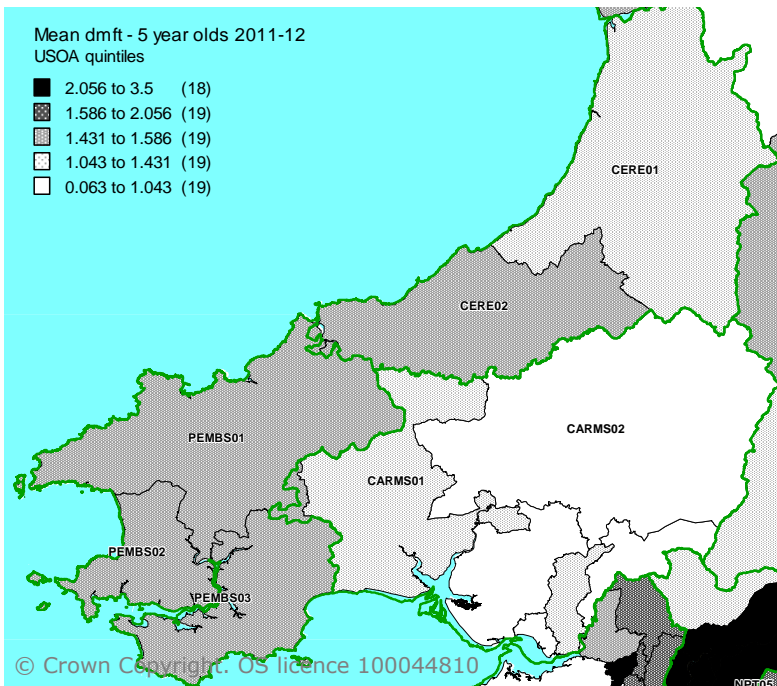 Mean dmft - 5 year olds 2011-12
USOA quintiles
2.056 to 3.5 (18)
1.586 to 2.056 (19)
1.431 to 1.586 (19)
1.043 to 1.431 (19)
0.063 to 1.043 (19)
CERE01
CERE02
CARMS02
PEMBS01
CARMS01
PEMBS02
PEMBS03
© Crown Copyright. OS licence 100044810
NPT05